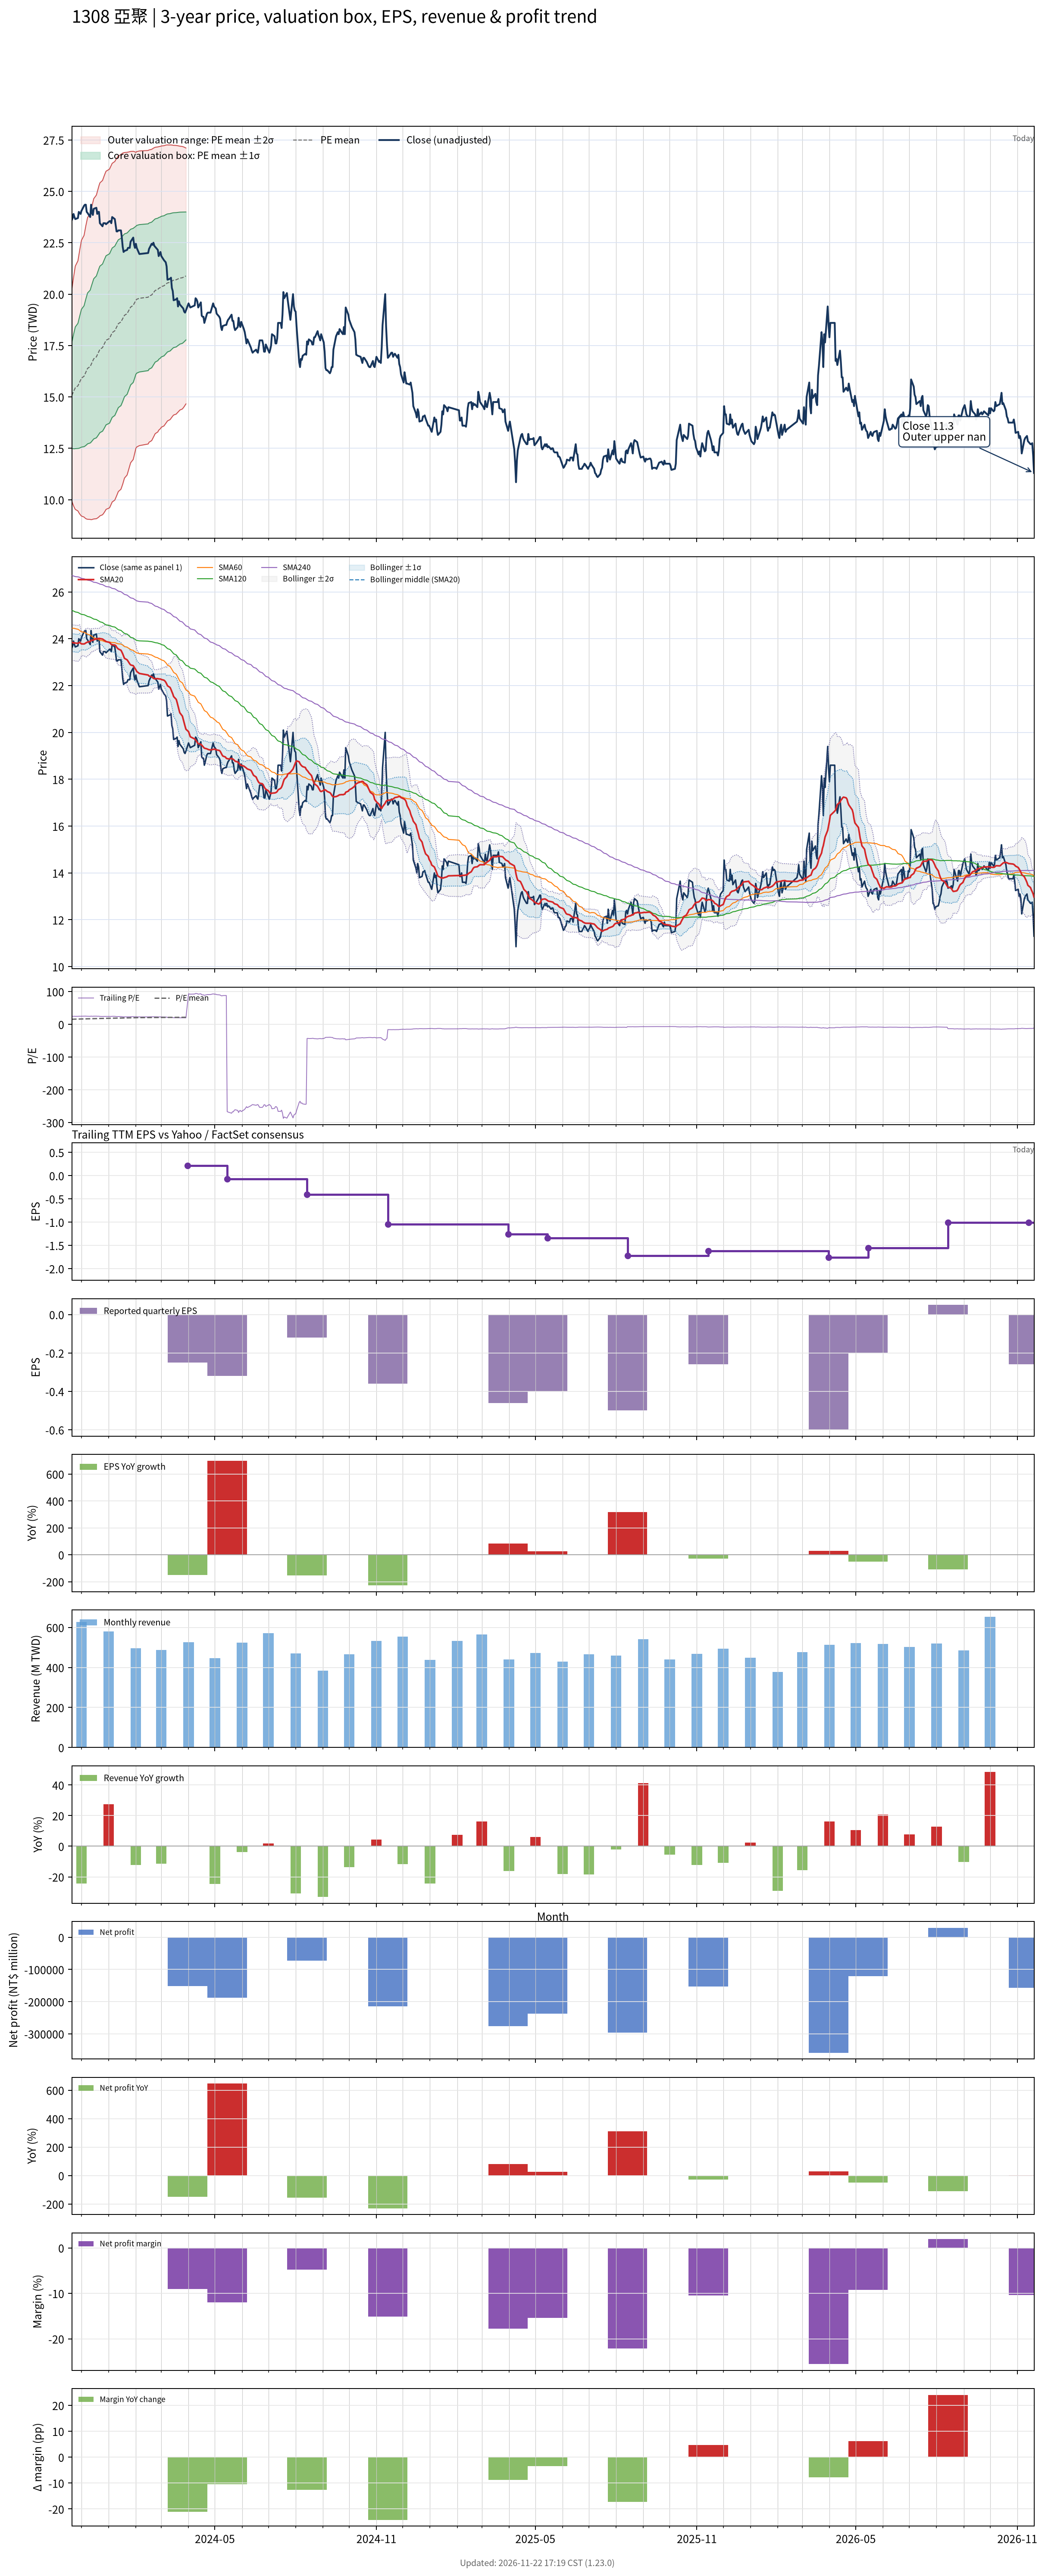 1308 亞聚 | 3-year price, valuation box, EPS, revenue & profit trend
Outer valuation range: PE mean ±2σ
Core valuation box: PE mean ±1σ
PE mean
Close (unadjusted)
Today
27.5
25.0
22.5
20.0
17.5
15.0
12.5
10.0
Price (TWD)
Close 11.3
Outer upper nan
Close (same as panel 1)
SMA20
SMA60
SMA120
SMA240
Bollinger ±2σ
Bollinger ±1σ
Bollinger middle (SMA20)
26
24
22
20
18
16
14
12
10
Price
Trailing P/E
P/E mean
100
0
-100
-200
-300
P/E
Trailing TTM EPS vs Yahoo / FactSet consensus
Today
0.5
0.0
-0.5
-1.0
-1.5
-2.0
EPS
Reported quarterly EPS
0.0
-0.2
-0.4
-0.6
EPS
EPS YoY growth
600
400
200
0
-200
YoY (%)
Monthly revenue
600
400
200
0
Revenue (M TWD)
Revenue YoY growth
40
20
0
-20
YoY (%)
Month
Net profit
0
-100000
-200000
-300000
Net profit (NT$ million)
Net profit YoY
600
400
200
0
-200
YoY (%)
Net profit margin
0
-10
-20
Margin (%)
Margin YoY change
20
10
0
-10
-20
Δ margin (pp)
2024-05
2024-11
2025-05
2025-11
2026-05
2026-11
Updated: 2026-11-22 17:19 CST (1.23.0)